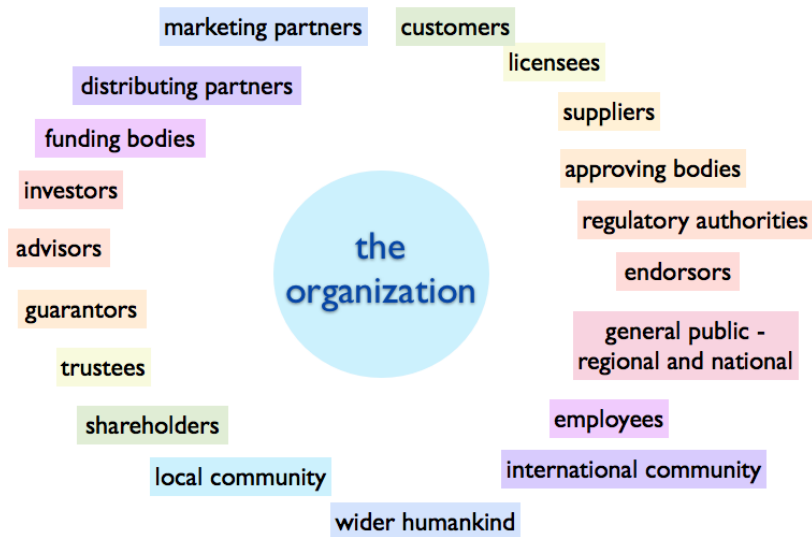 marketing partners
customers
licensees
distributing partners
suppliers
funding bodies
approving bodies
investors
regulatory authorities
advisors
the
organization
endorsors
guarantors
general public -
regional and national
trustees
employees
shareholders
international community
local community
wider humankind